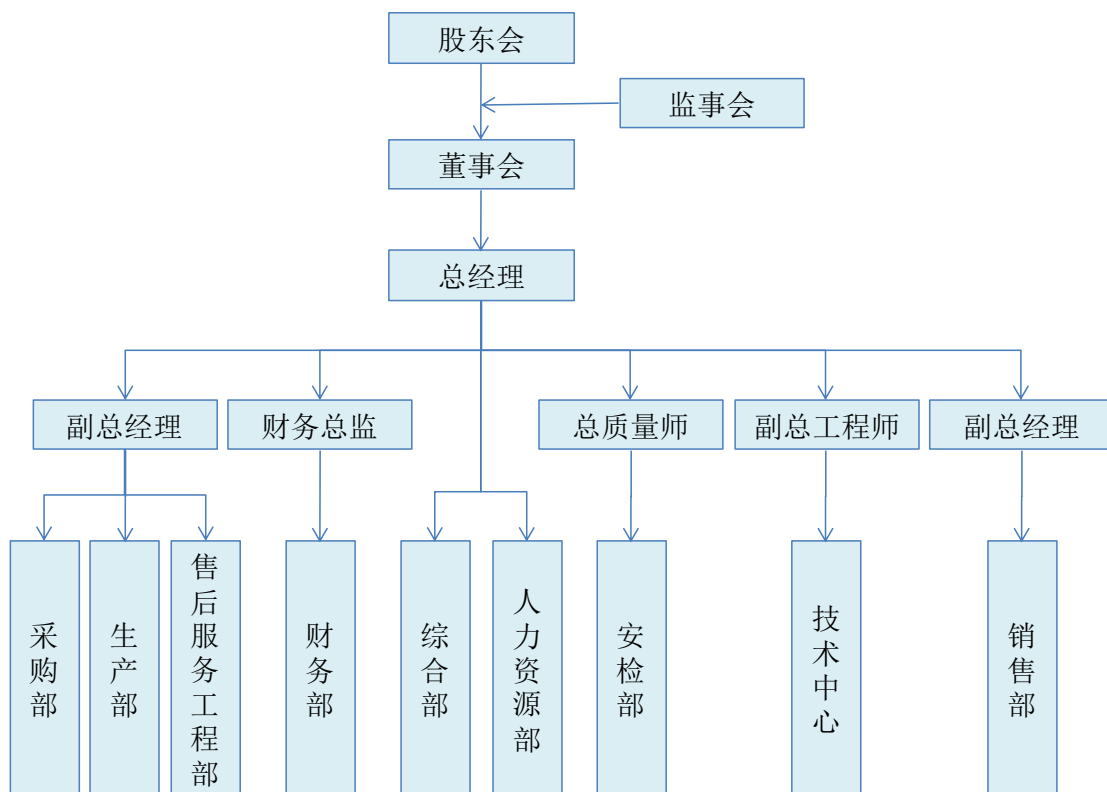 股东会
监事会
董事会
总经理
副总经理
财务总监
总质量师
副总工程师
副总经理
采购部
生产部
售后服务工程部
财务部
综合部
人力资源部
安检部
技术中心
销售部